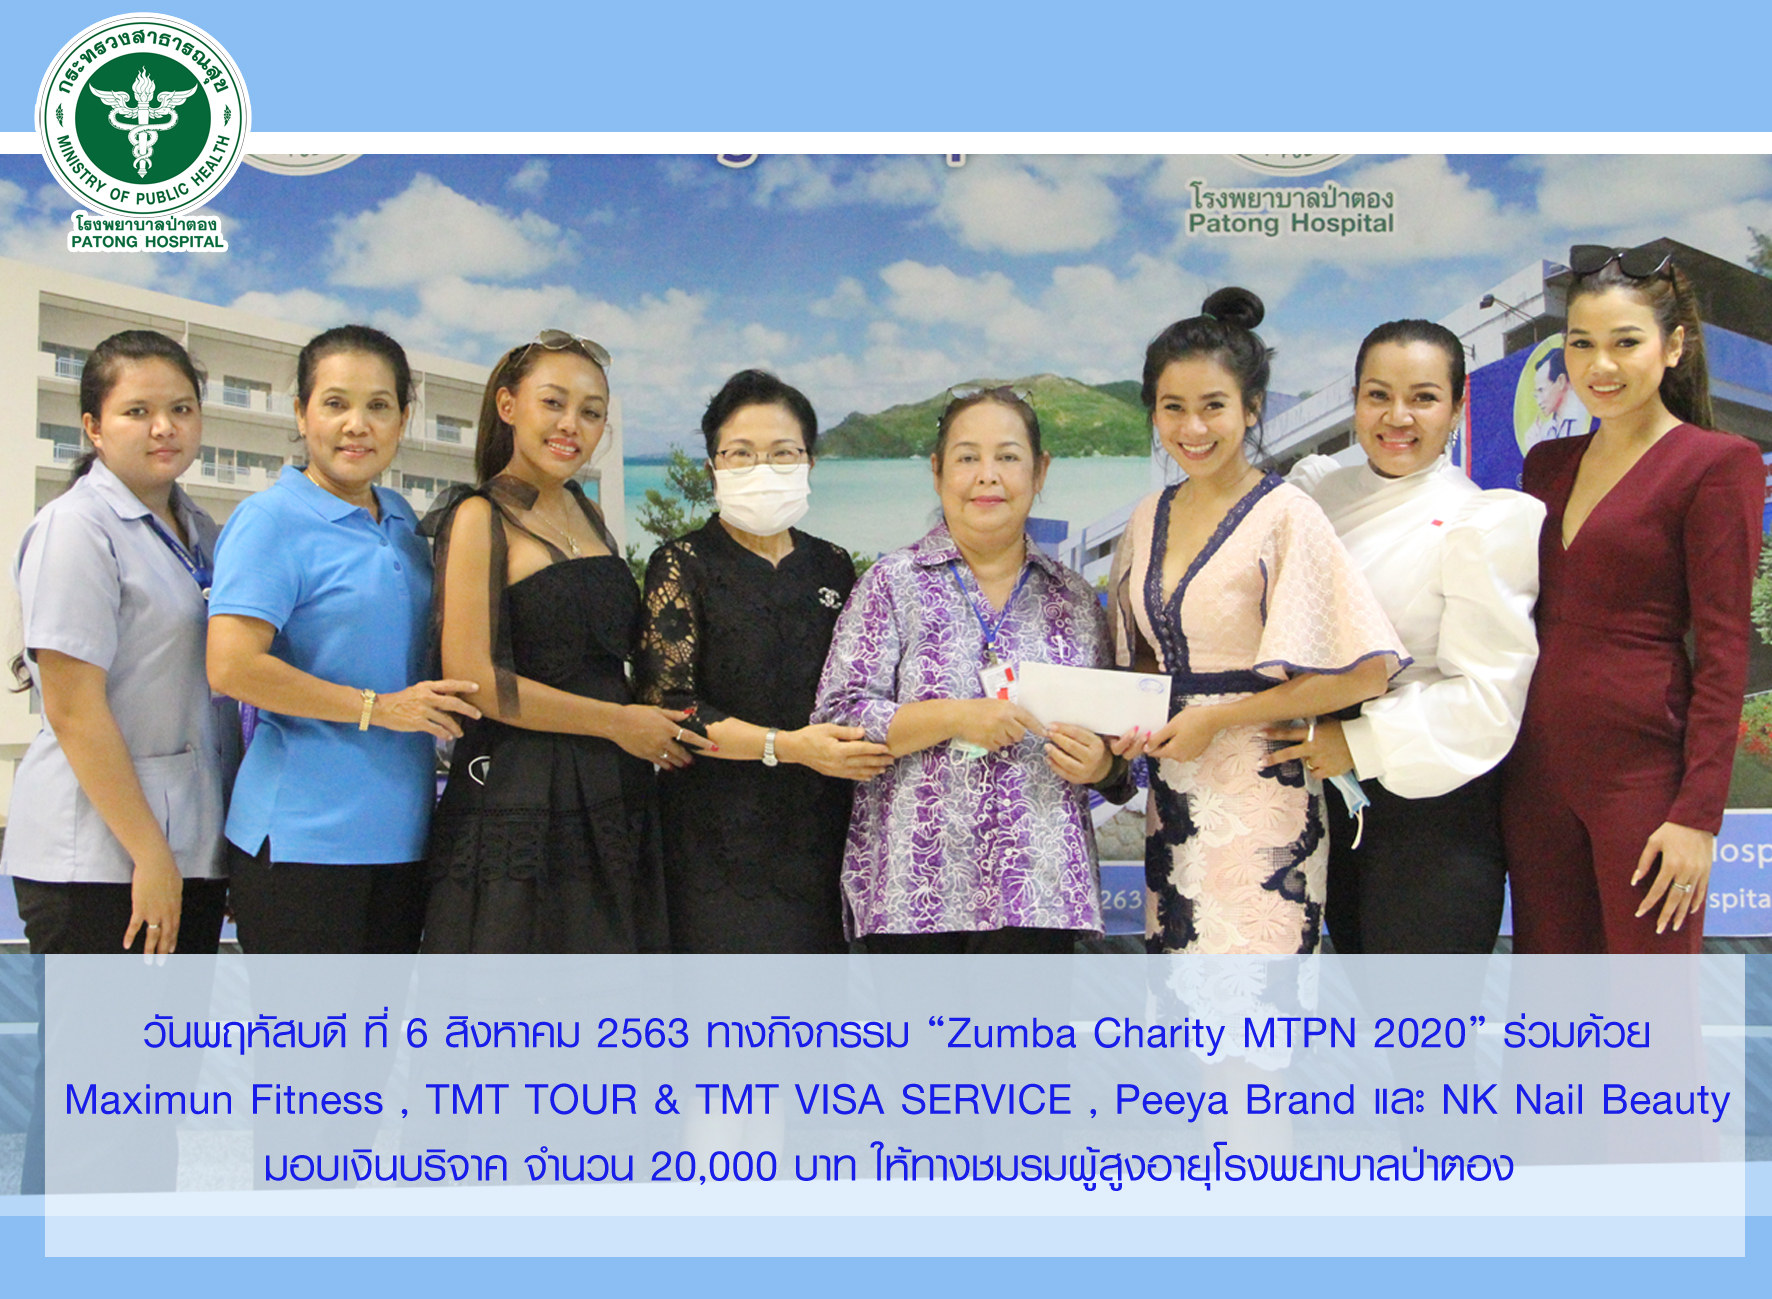 กระทรวงสาธารณสุข
MINISTRY OF PUBLIC HEALTH
โรงพยาบาลป่าตอง
PATONG HOSPITAL
โรงพยาบาลป่าตอง
Patong Hospital
263
วันพฤหัสบดี ที่ 6 สิงหาคม 2563 ทางกิจกรรม “Zumba Charity MTPN 2020” ร่วมด้วย
Maximun Fitness , TMT TOUR & TMT VISA SERVICE , Peeya Brand และ NK Nail Beauty
มอบเงินบริจาค จำนวน 20,000 บาท ให้ทางชมรมผู้สูงอายุโรงพยาบาลป่าตอง